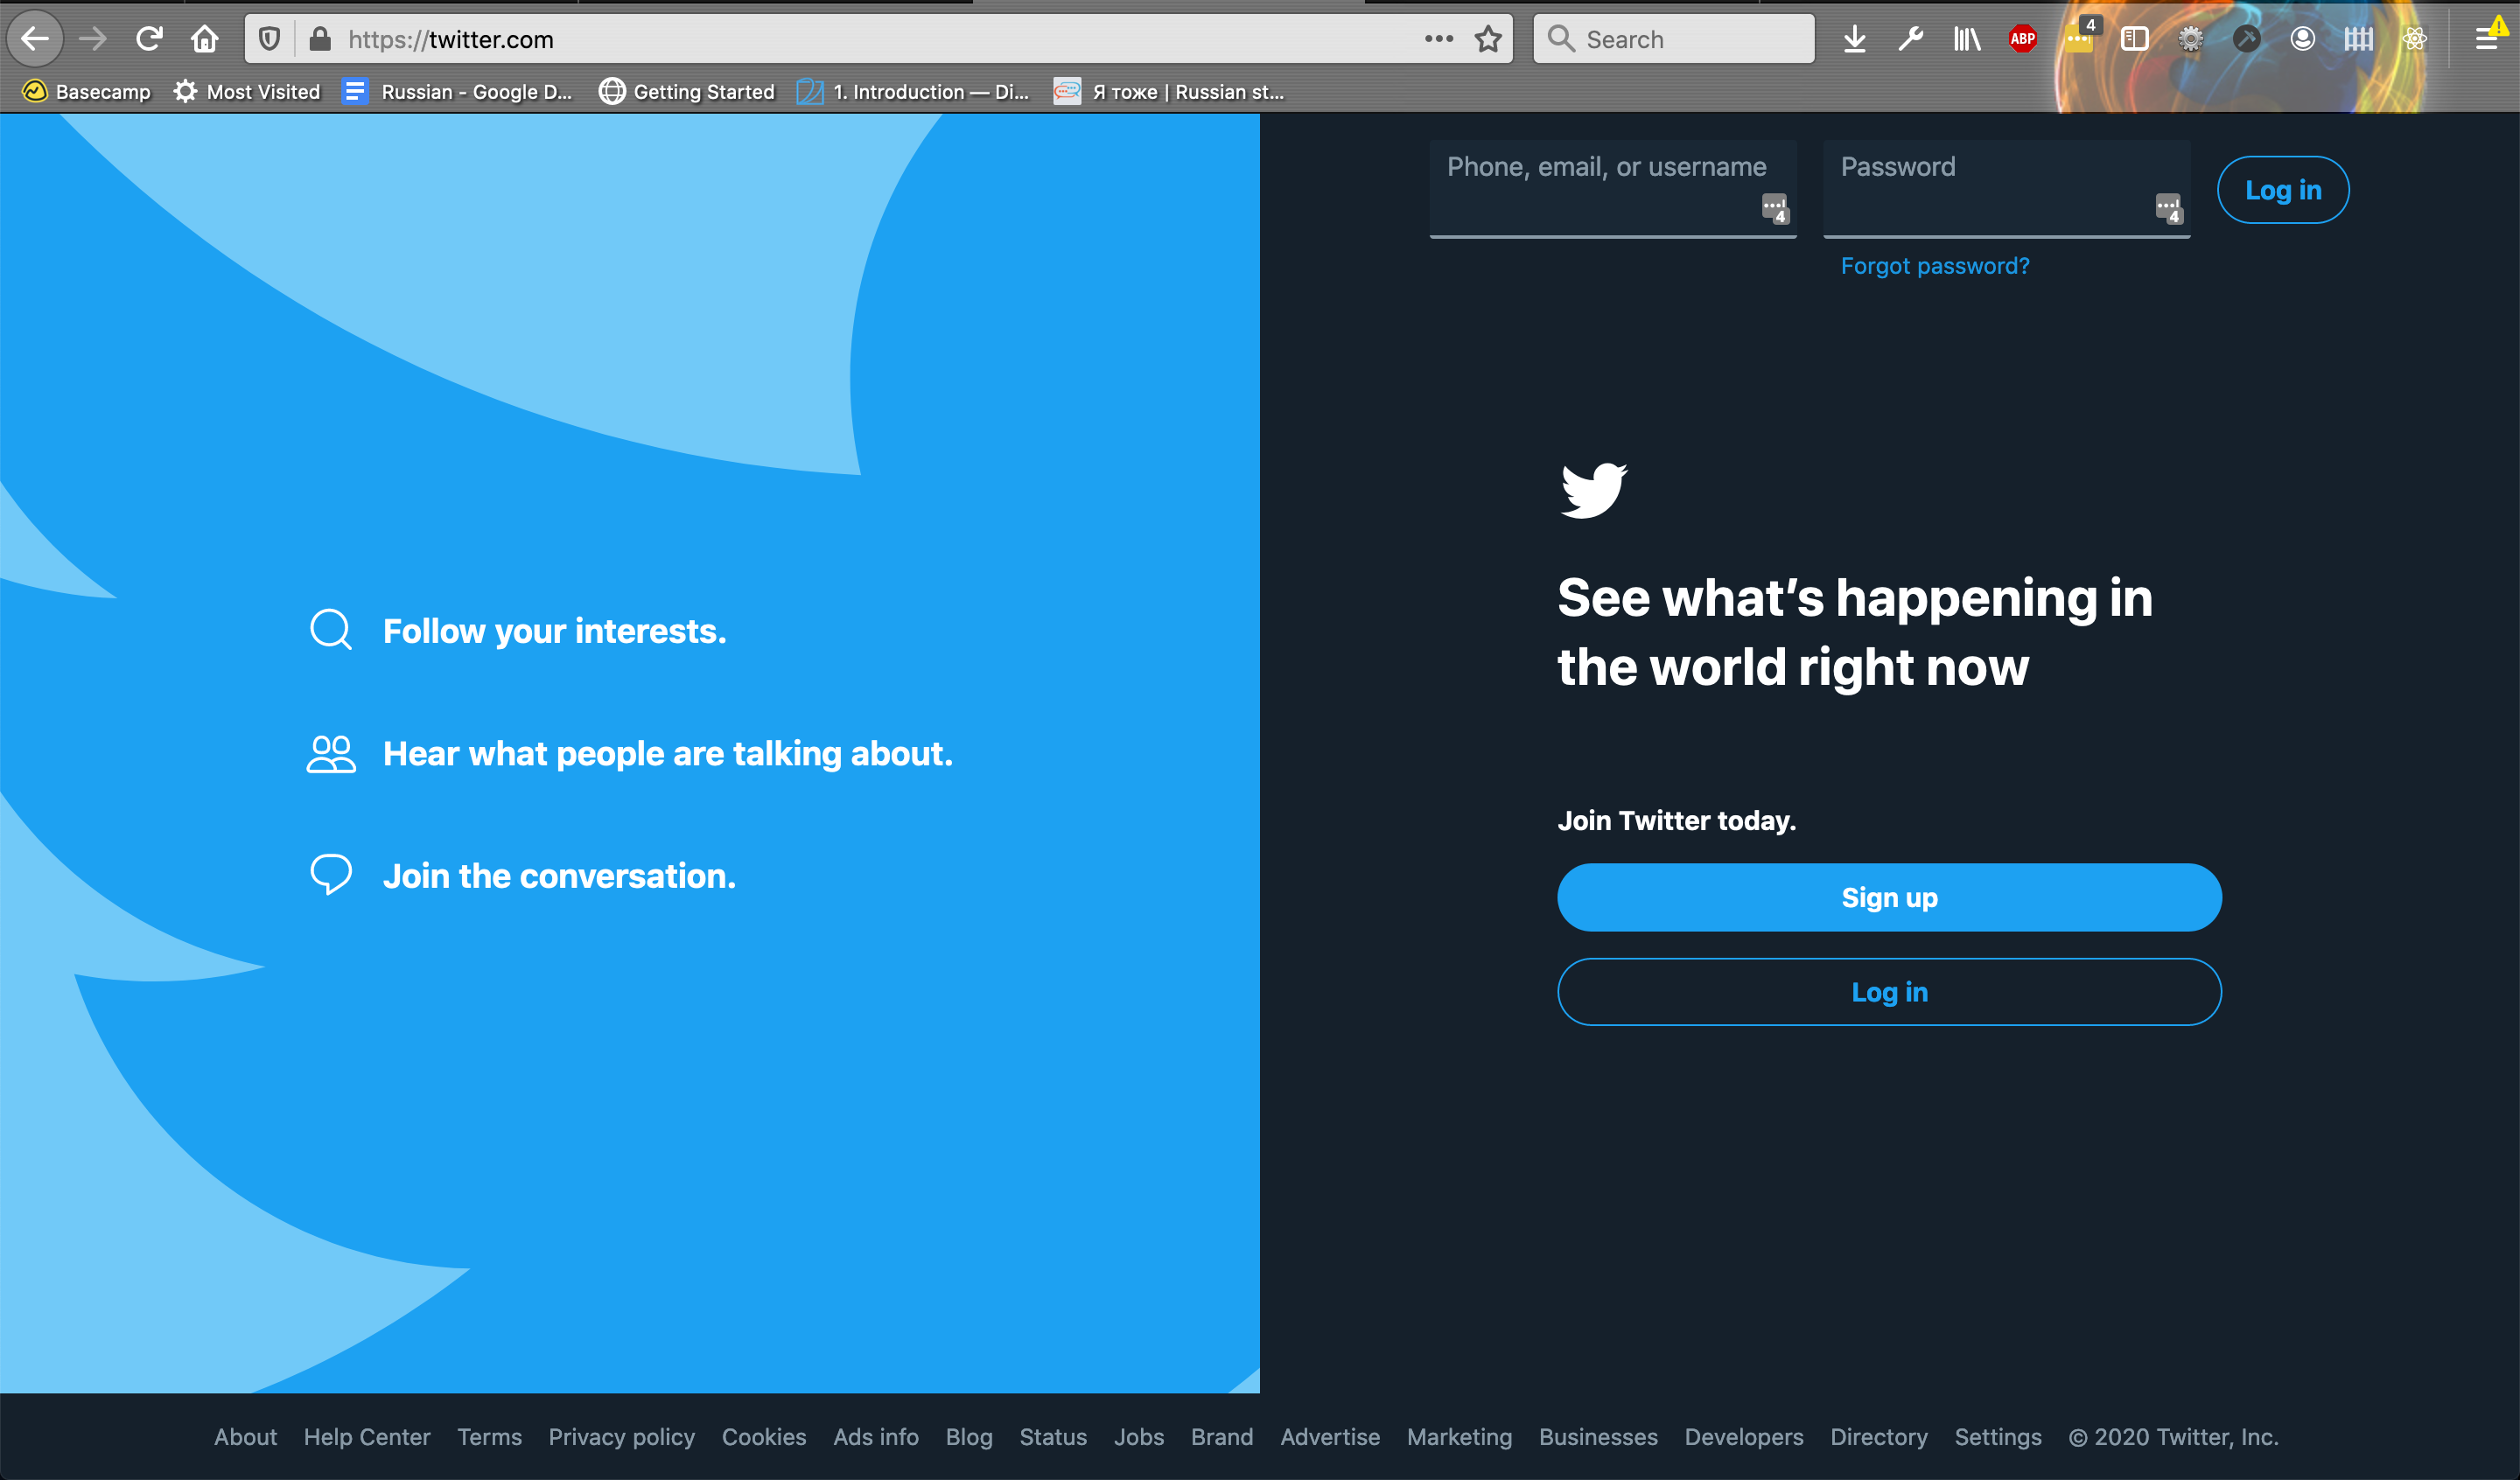 https://twitter.com
Search
ABP
4
Basecamp
Most Visited
Russian - Google D...
Getting Started
1. Introduction — Di...
Я тоже | Russian st...
Phone, email, or username
4
Password
4
Log in
Forgot password?
Follow your interests.
Hear what people are talking about.
Join the conversation.
See what’s happening in
the world right now
Join Twitter today.
Sign up
Log in
About Help Center Terms Privacy policy Cookies Ads info Blog Status Jobs Brand Advertise Marketing Businesses Developers Directory Settings © 2020 Twitter, Inc.